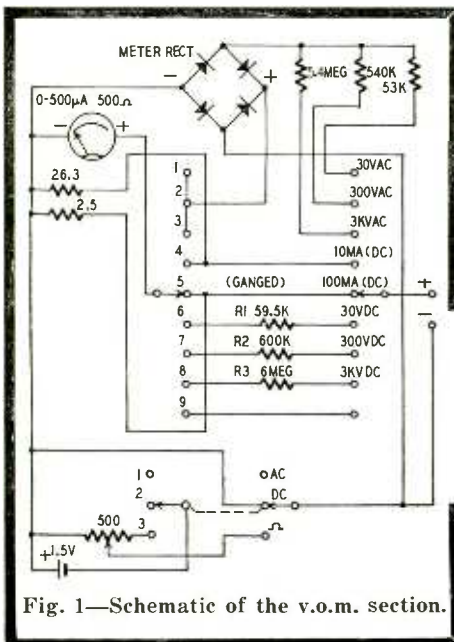 METER RECT
− +
0-500µA 500Ω
− +
5.4MEG 540K
53K
26.3
2.5
1 30VAC
2 300VAC
3 3KVAC
4 10MA(DC)
5 (GANGED) 100MA(DC) +
6 R1 59.5K 30VDC −
7 R2 600K 300VDC
8 R3 6MEG 3KVDC
9
1 AC
2 DC
500 3 Ω
+ 1.5V
Fig. 1—Schematic of the v.o.m. section.